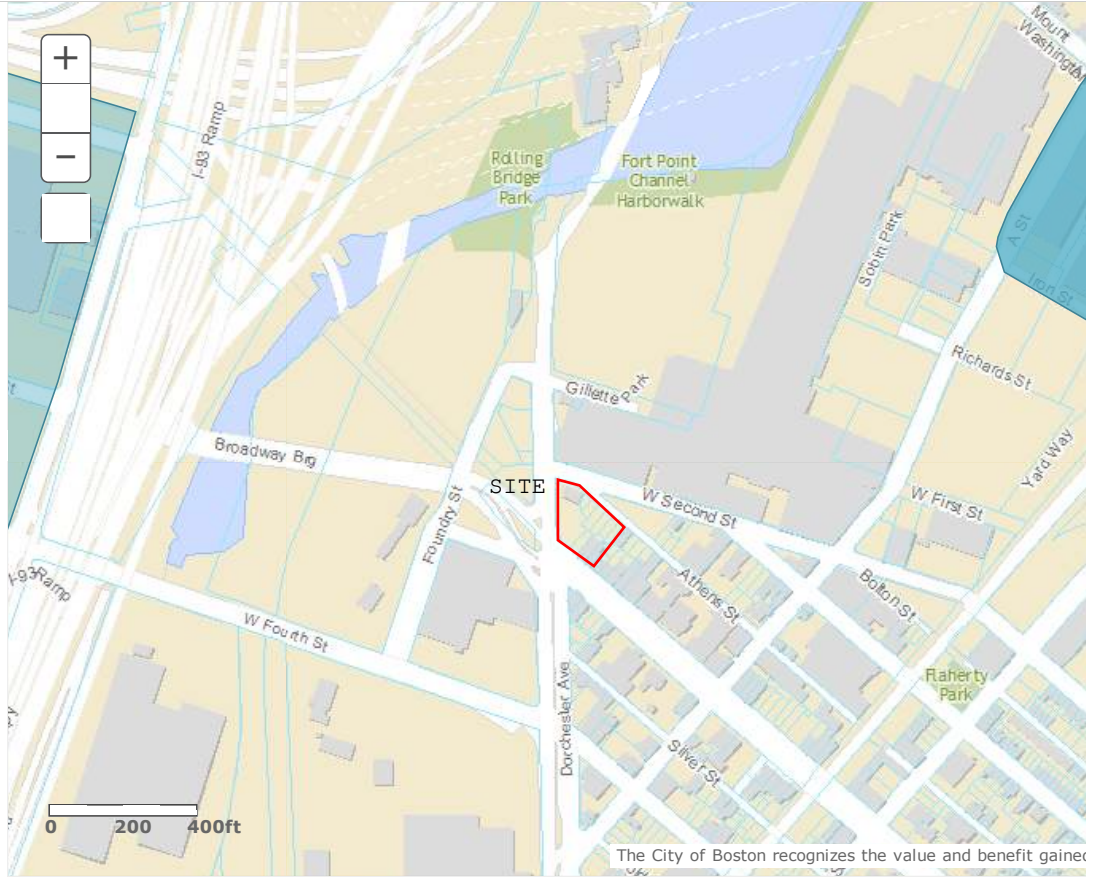 Mount
Washington
+
−
I-93 Ramp
Rolling
Bridge
Park
Fort Point
Channel
Harborwalk
Sobin Park
A St
Iron St
Richards St
Gillette Park
Broadway Brg
Yard Way
SITE
W Second St
W First St
Foundry St
I-93 Ramp
Athens St
Bolton St
W Fourth St
Flaherty
Park
Dorchester Ave
Silver St
0 200 400ft
The City of Boston recognizes the value and benefit gained